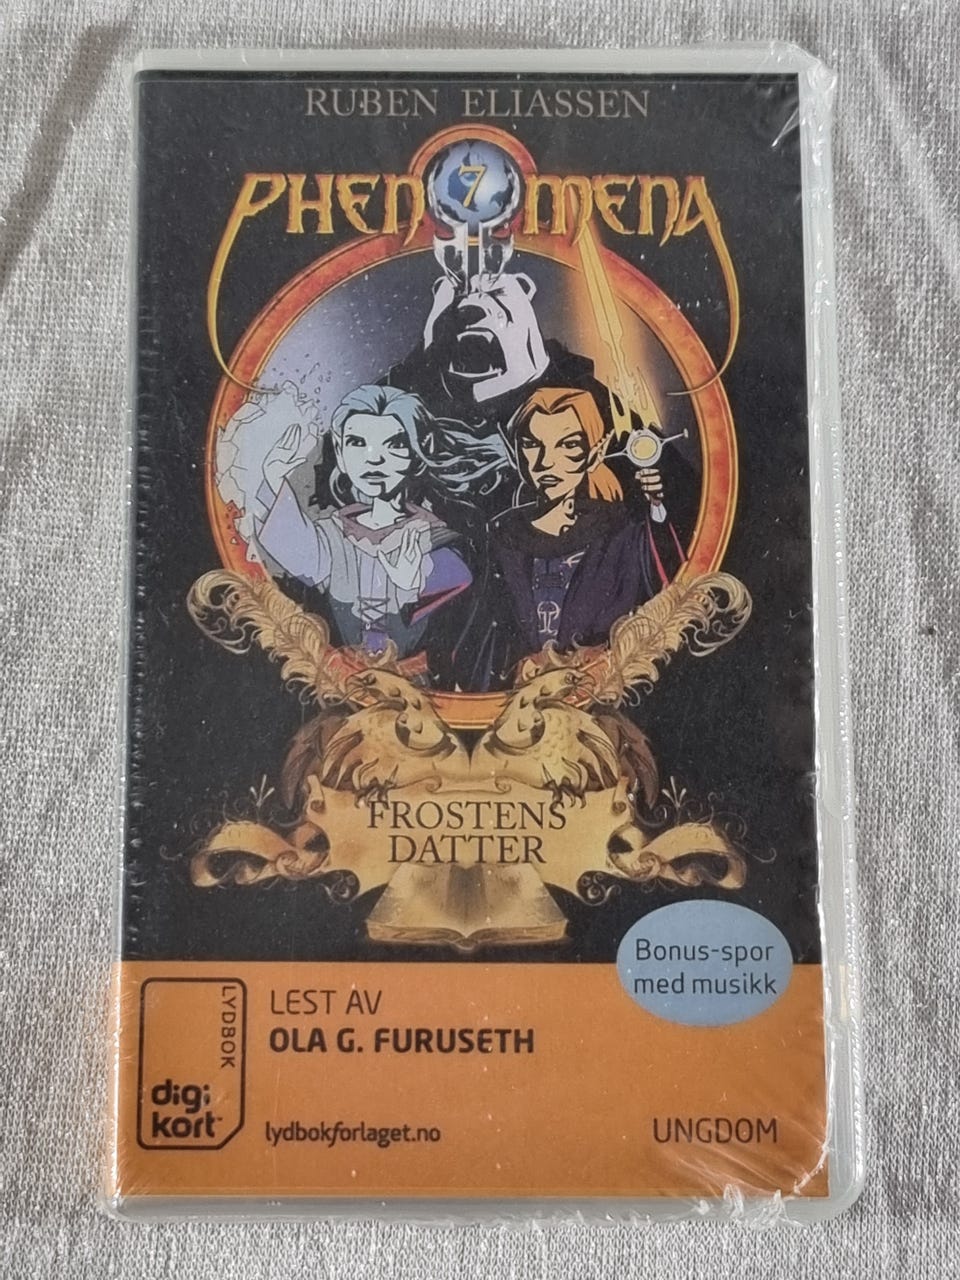 RUBEN ELIASSEN
PHENOMENA
7
FROSTENS
DATTER
Bonus-spor
med musikk
LYDBOK
digi
kort™
LEST AV
OLA G. FURUSETH
lydbokforlaget.no
UNGDOM